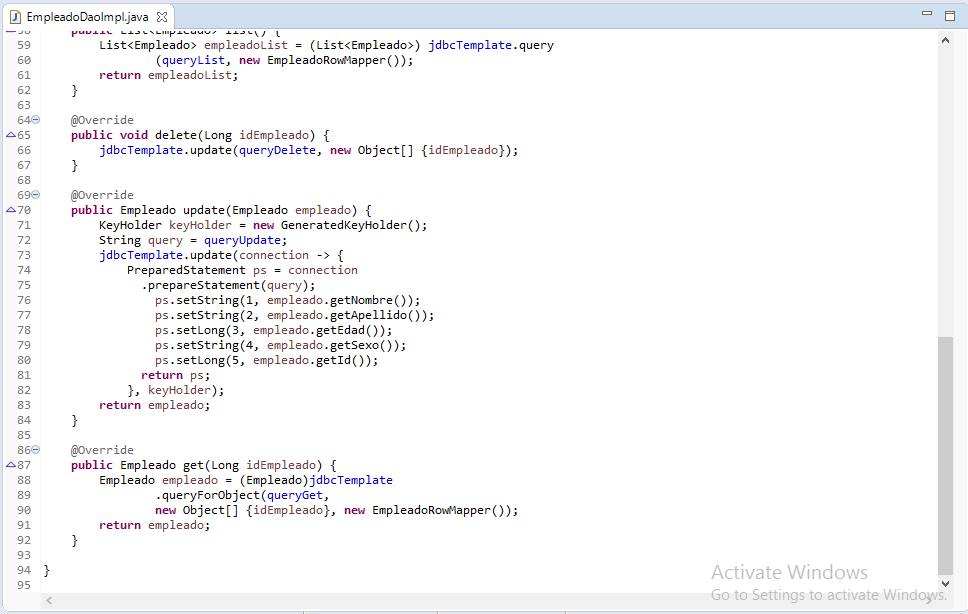 EmpleadoDaoImpl.java
58 public List<Empleado> list() {
59 List<Empleado> empleadoList = (List<Empleado>) jdbcTemplate.query
60 (queryList, new EmpleadoRowMapper());
61 return empleadoList;
62 }
63
64 @Override
65 public void delete(Long idEmpleado) {
66 jdbcTemplate.update(queryDelete, new Object[] {idEmpleado});
67 }
68
69 @Override
70 public Empleado update(Empleado empleado) {
71 KeyHolder keyHolder = new GeneratedKeyHolder();
72 String query = queryUpdate;
73 jdbcTemplate.update(connection -> {
74 PreparedStatement ps = connection
75 .prepareStatement(query);
76 ps.setString(1, empleado.getNombre());
77 ps.setString(2, empleado.getApellido());
78 ps.setLong(3, empleado.getEdad());
79 ps.setString(4, empleado.getSexo());
80 ps.setLong(5, empleado.getId());
81 return ps;
82 }, keyHolder);
83 return empleado;
84 }
85
86 @Override
87 public Empleado get(Long idEmpleado) {
88 Empleado empleado = (Empleado)jdbcTemplate
89 .queryForObject(queryGet,
90 new Object[] {idEmpleado}, new EmpleadoRowMapper());
91 return empleado;
92 }
93
94 }
95
Activate Windows
Go to Settings to activate Windows.